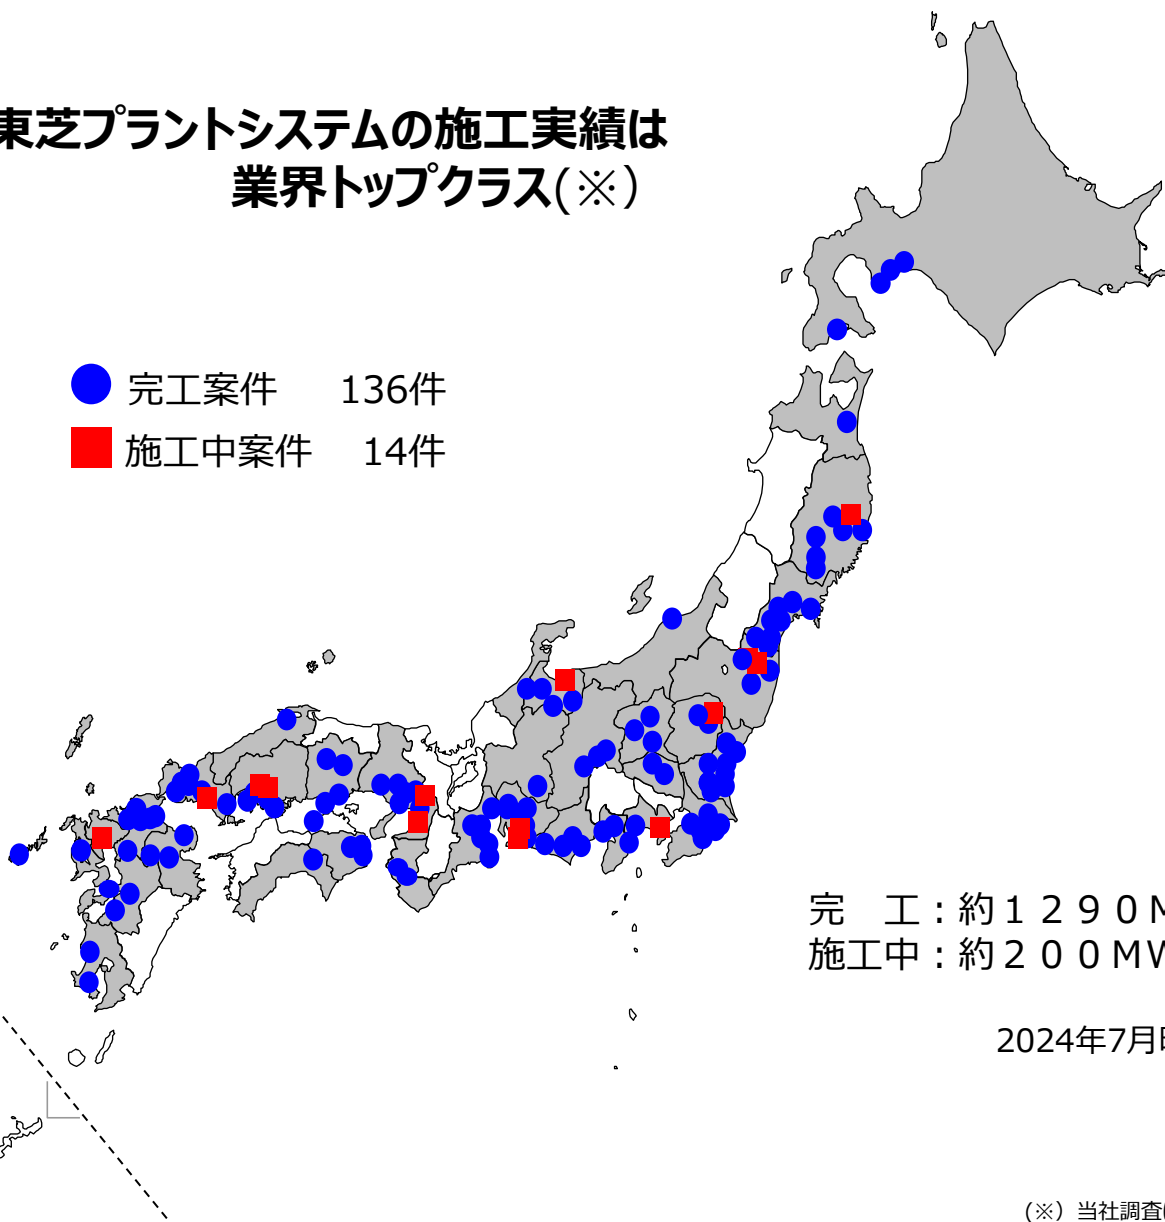 東芝プラントシステムの施工実績は
業界トップクラス(※)
完工案件 136件
施工中案件 14件
完　工：約１２９０M
施工中：約２００MW
2024年7月
(※) 当社調査